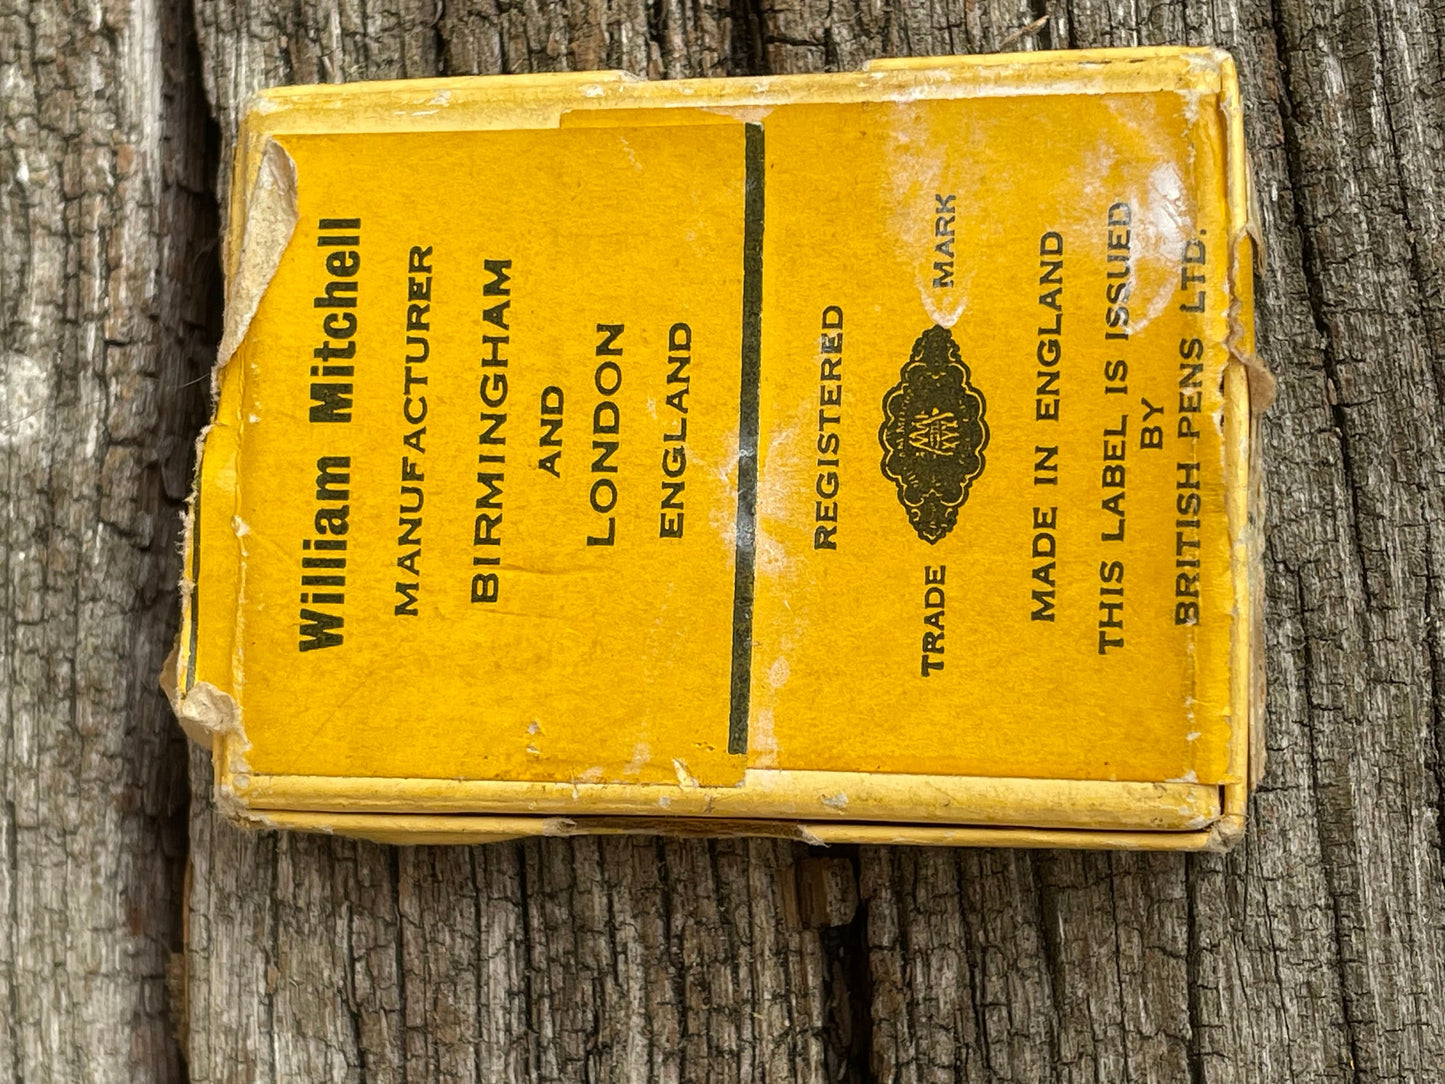 William Mitchell
MANUFACTURER
BIRMINGHAM
AND
LONDON
ENGLAND
REGISTERED
TRADE MARK
MADE IN ENGLAND
THIS LABEL IS ISSUED
BY
BRITISH PENS LTD.